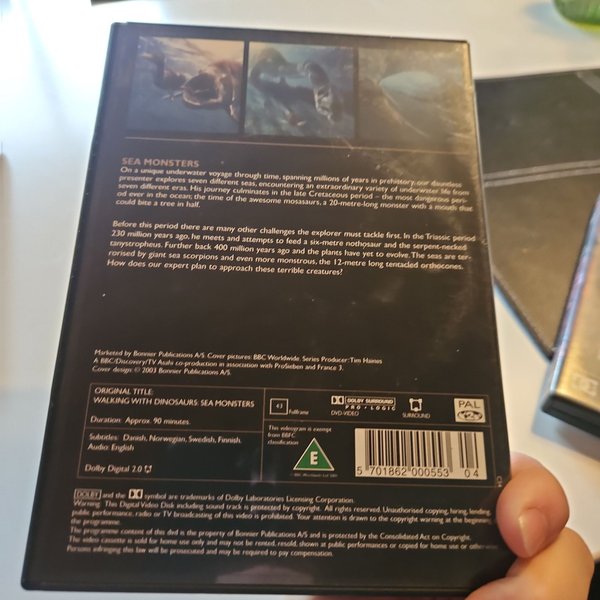 SEA MONSTERS
On a unique underwater voyage through time, spanning millions of years in prehistory, our dauntless
presenter explores seven different seas, encountering an extraordinary variety of underwater life from
seven different eras. His journey culminates in the late Cretaceous period – the most dangerous peri-
od ever in the ocean; the time of the awesome mosasaurs, a 20-metre-long monster with a mouth that
could bite a tree in half.
Before this period there are many other challenges the explorer must tackle first. In the Triassic period
230 million years ago, he meets and attempts to feed a six-metre nothosaur and the serpent-necked
tanystropheus. Further back 400 million years ago and the plants have yet to evolve. The seas are ter-
rorised by giant sea scorpions and even more monstrous, the 12-metre long tentacled orthocones.
How does our expert plan to approach these terrible creatures?
Marketed by Bonnier Publications A/S. Cover pictures: BBC Worldwide. Series Producer: Tim Haines
A BBC/Discovery/TV Asahi co-production in association with ProSieben and France 3.
Cover design: © 2003 Bonnier Publications A/S.
ORIGINAL TITLE:
WALKING WITH DINOSAURS: SEA MONSTERS
Duration: Approx. 90 minutes.
Subtitles: Danish, Norwegian, Swedish, Finnish.
Audio: English
Dolby Digital 2.0
4:3 Fullframe
DOLBY SURROUND
PRO·LOGIC
DVD-VIDEO
SURROUND
PAL
This videogram is exempt
from BBFC
classification
E
5 701862 000553 04
DOLBY and the symbol are trademarks of Dolby Laboratories Licensing Corporation.
Warning: This Digital Video Disk including sound track is protected by copyright. All rights reserved. Unauthorised copying, hiring, lending,
public performance, radio or TV broadcasting of this video is prohibited. Your attention is drawn to the copyright warning at the beginning of
the programme.
The programme content of this dvd is the property of Bonnier Publications A/S and is protected by the Consolidated Act on Copyright.
The video cassette is sold for home use only and may not be rented, resold, shown at public performances or copied for home use or otherwise.
Persons infringing this law will be prosecuted and may be required to pay compensation.